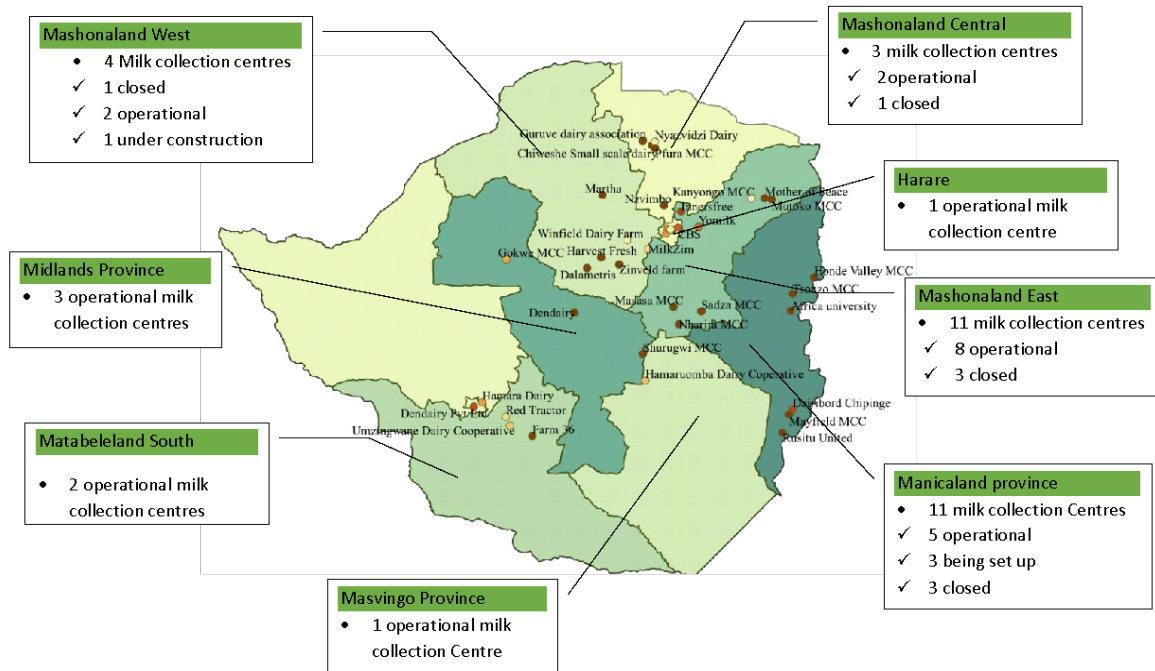 Mashonaland West
• 4 Milk collection centres
✓ 1 closed
✓ 2 operational
✓ 1 under construction
Mashonaland Central
• 3 milk collection centres
✓ 2operational
✓ 1 closed
Harare
• 1 operational milk
collection centre
Midlands Province
• 3 operational milk
collection centres
Mashonaland East
• 11 milk collection centres
✓ 8 operational
✓ 3 closed
Matabeleland South
• 2 operational milk
collection centres
Manicaland province
• 11 milk collection Centres
✓ 5 operational
✓ 3 being set up
✓ 3 closed
Masvingo Province
• 1 operational milk
collection Centre
Guruve dairy association
Nyazvidzi Dairy
Chiweshe Small scale dairy
Pfura MCC
Martha
Nzvimbo
Kanyongo MCC
Mother of Peace
Mutoko MCC
Yomilk
CBS
Winfield Dairy Farm
MilkZim
Gokwe MCC
Harvest Fresh
Zinveld farm
Dalametris
Honde Valley MCC
Tsonzo MCC
Africa university
Masasa MCC
Sadza MCC
Dendairy
Nharira MCC
Shurugwi MCC
Hamaruomba Dairy Coperative
Hamara Dairy
Dendairy Pvt Ltd
Red Tractor
Umzingwane Dairy Cooperative
Farm 36
Dairibord Chipinge
Mayfield MCC
Rusitu United